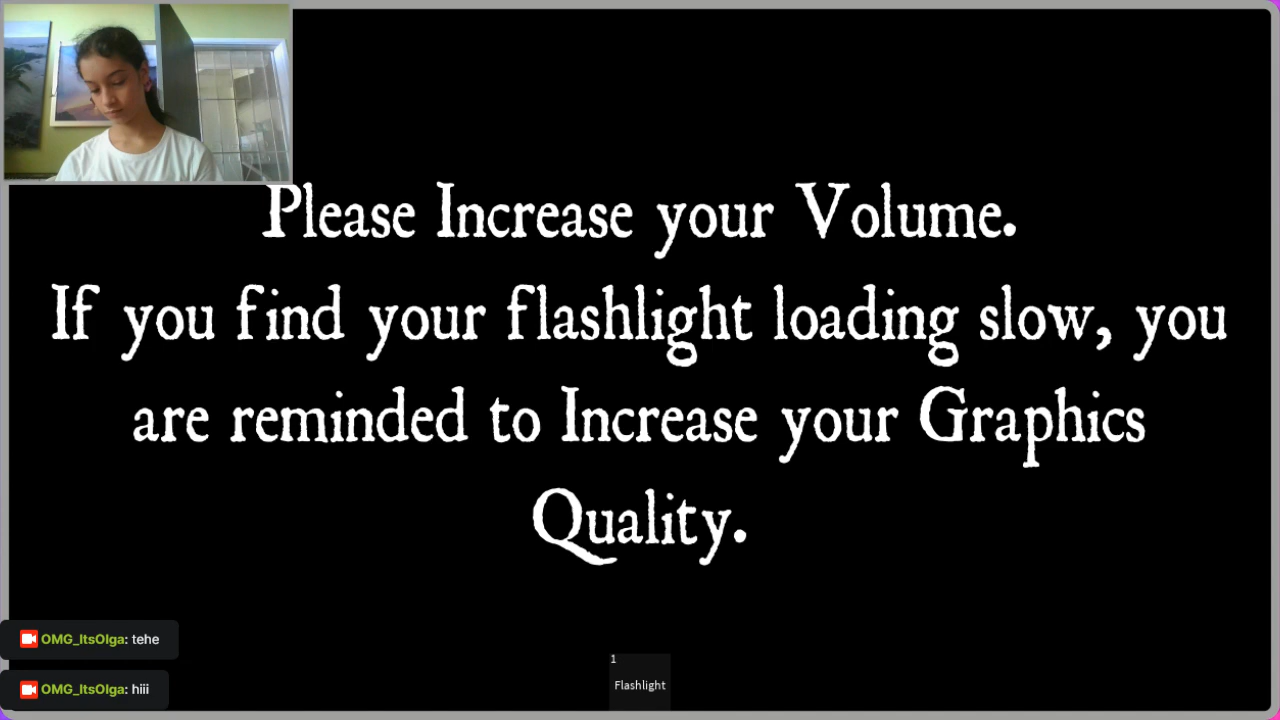 Please Increase your Volume.
If you find your flashlight loading slow, you
are reminded to Increase your Graphics
Quality.
OMG_ItsOlga: tehe
OMG_ItsOlga: hiii
1
Flashlight